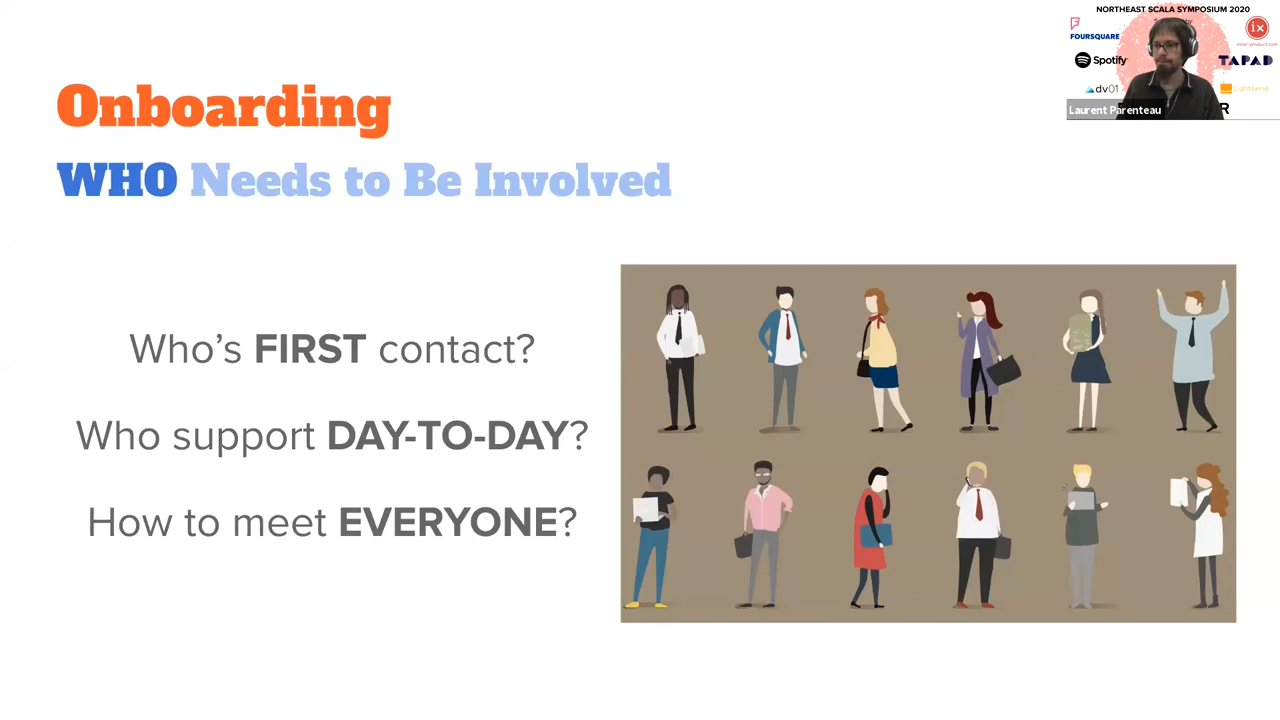 NORTHEAST SCALA SYMPOSIUM 2020
FOURSQUARE
Spotify
TAPAD
dv01
Lightbend
Laurent Parenteau
R
Onboarding
WHO Needs to Be Involved
Who's FIRST contact?
Who support DAY-TO-DAY?
How to meet EVERYONE?